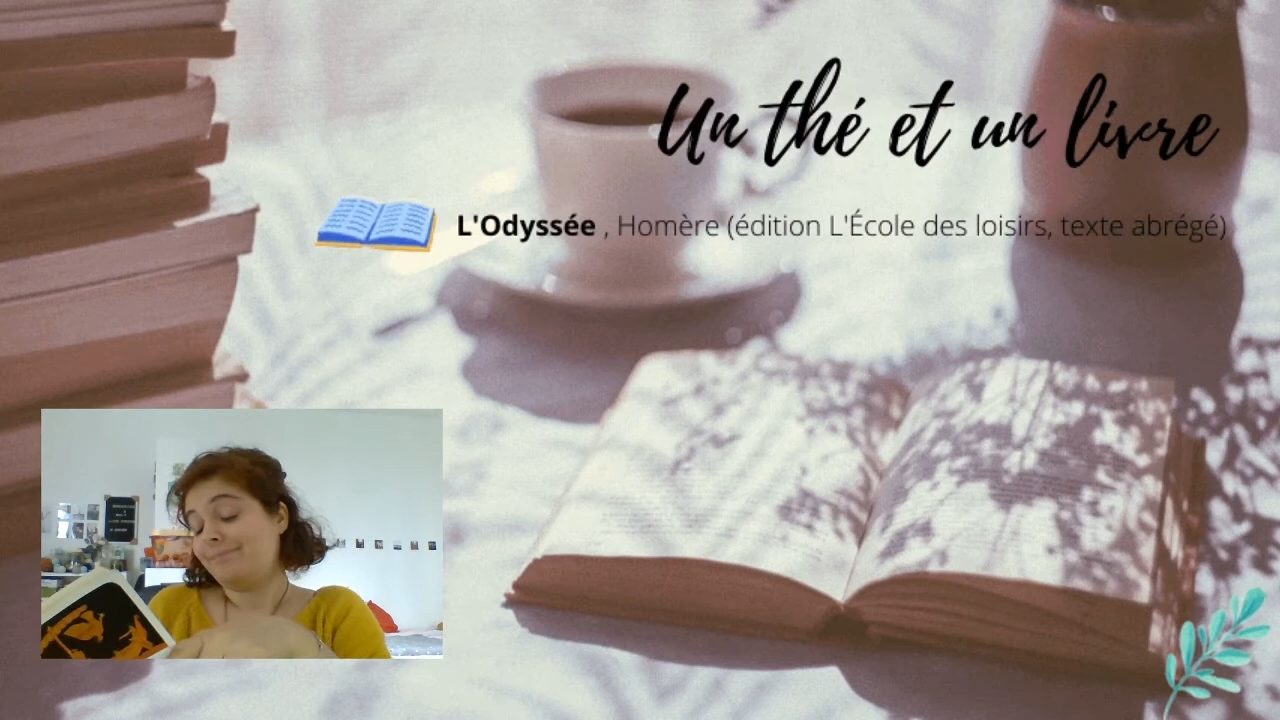 Un thé et un livre
L'Odyssée , Homère (édition L'École des loisirs, texte abrégé)